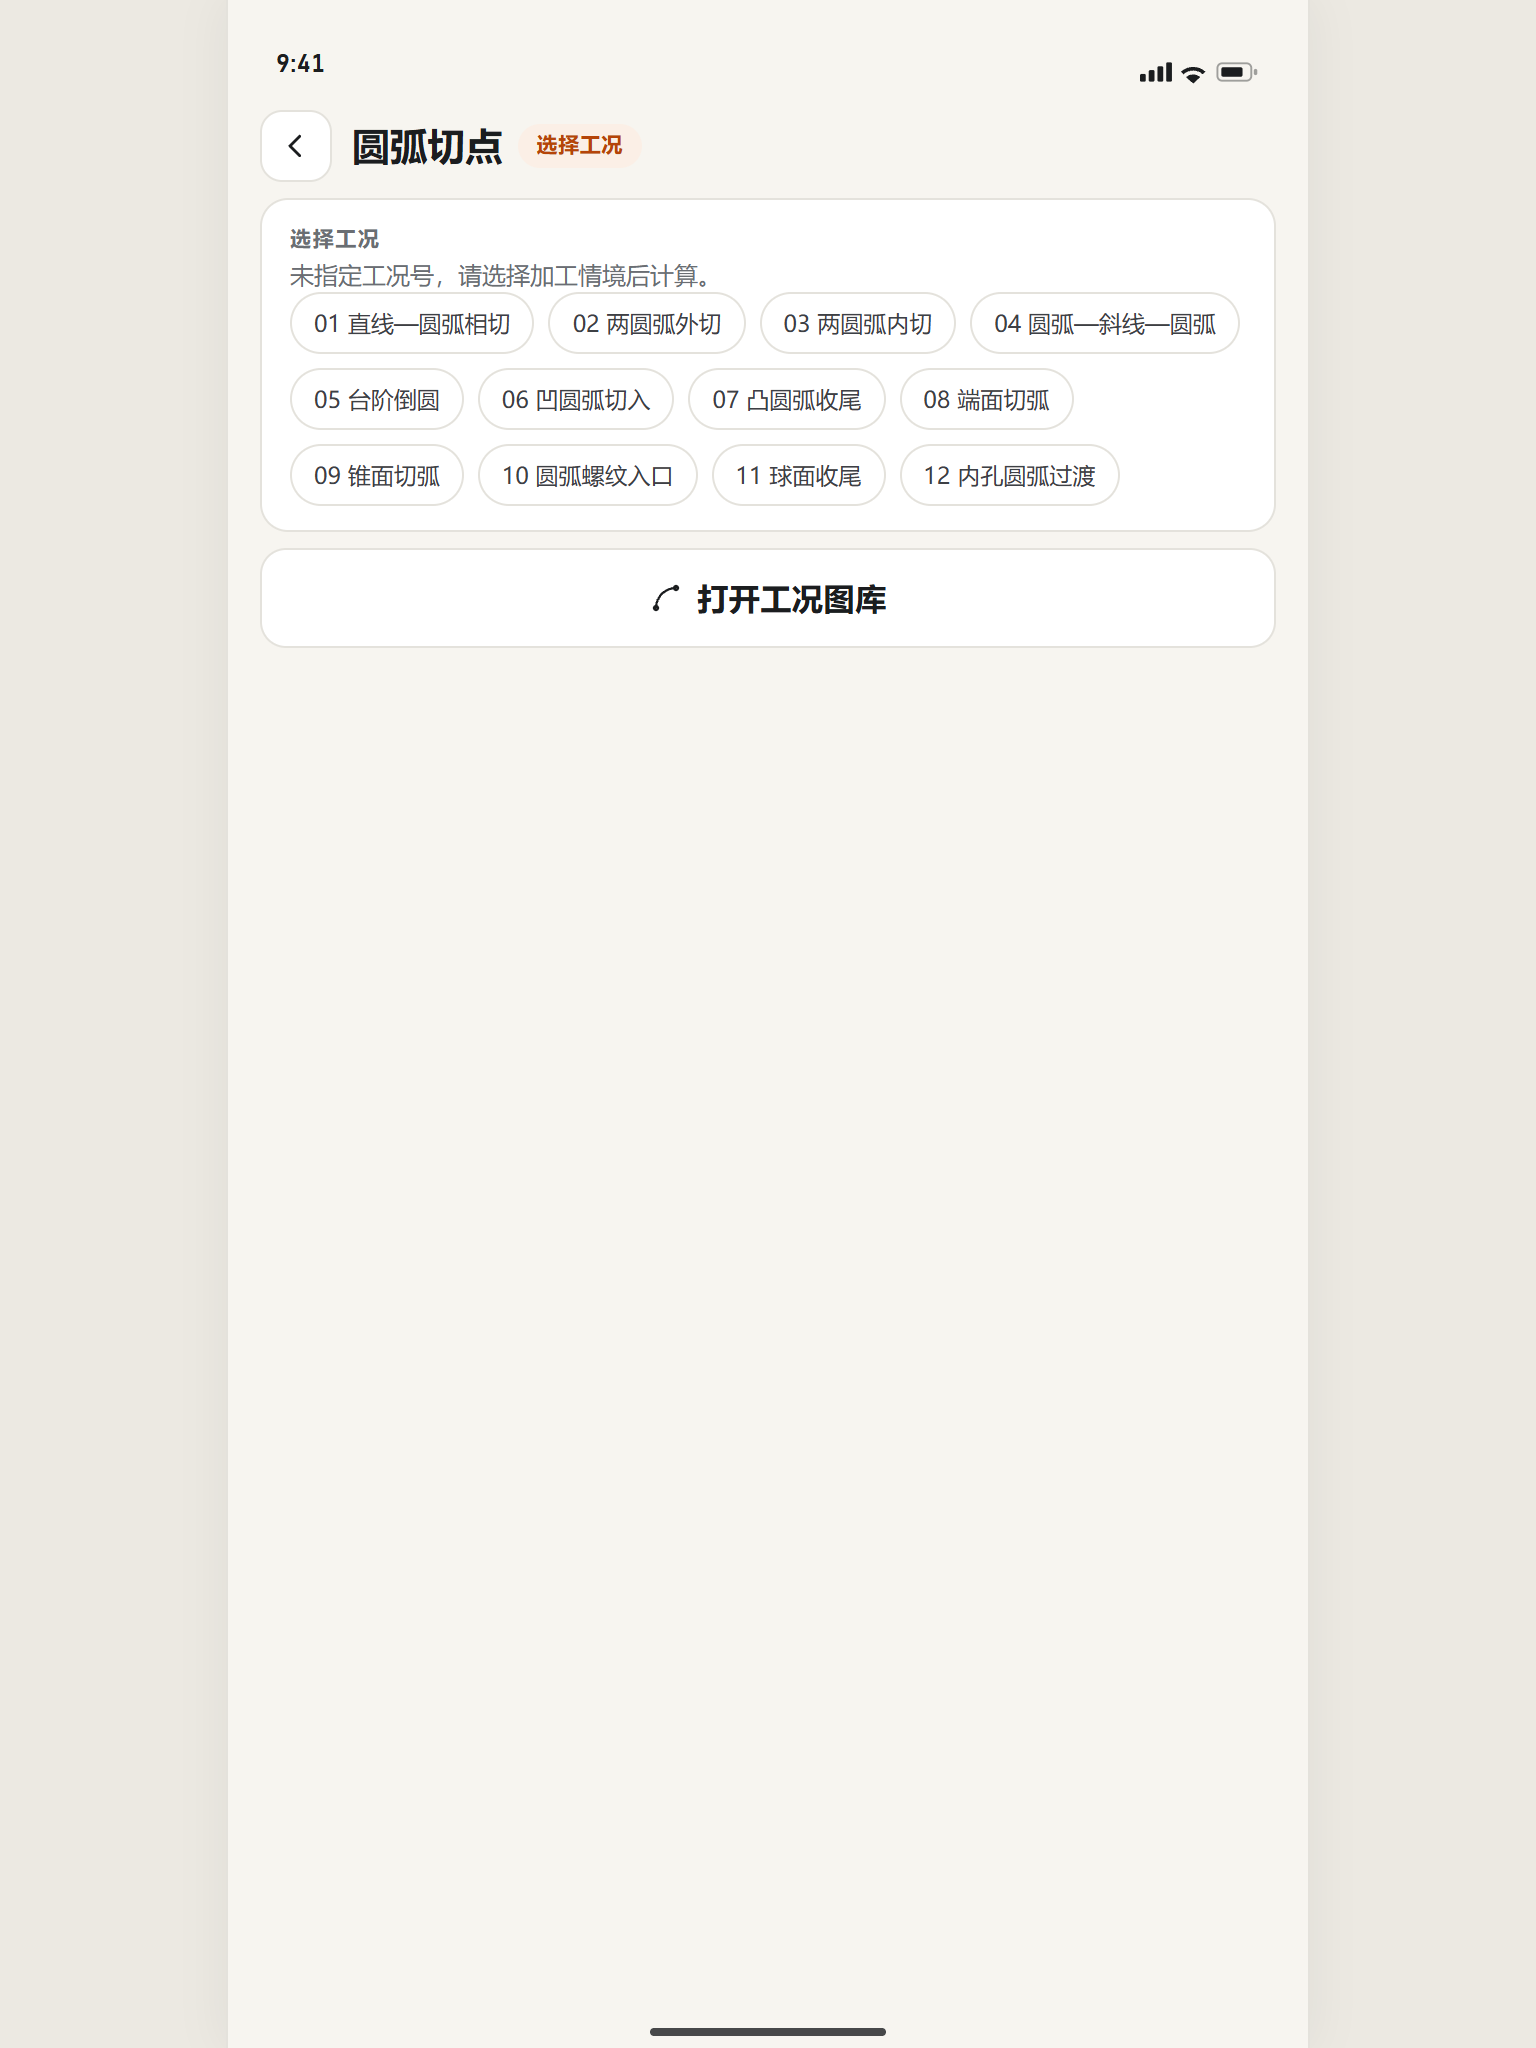 9:41
圆弧切点 选择工况
选择工况
未指定工况号，请选择加工情境后计算。
01 直线—圆弧相切 02 两圆弧外切 03 两圆弧内切 04 圆弧—斜线—圆弧
05 台阶倒圆 06 凹圆弧切入 07 凸圆弧收尾 08 端面切弧
09 锥面切弧 10 圆弧螺纹入口 11 球面收尾 12 内孔圆弧过渡
打开工况图库